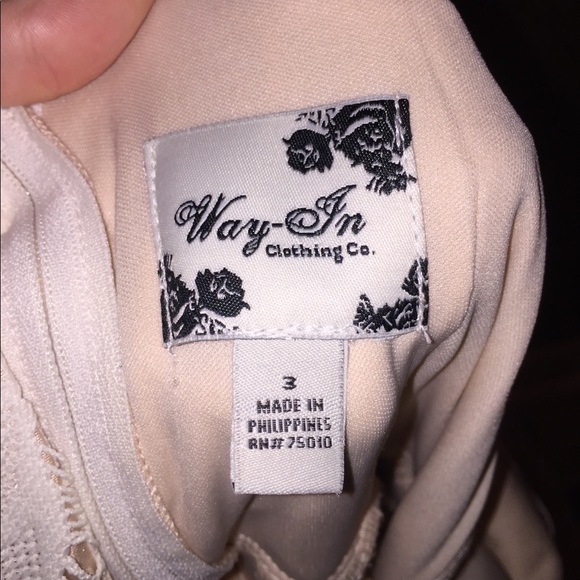 Way-In
Clothing Co.
3
MADE IN
PHILIPPINES
RN# 75010